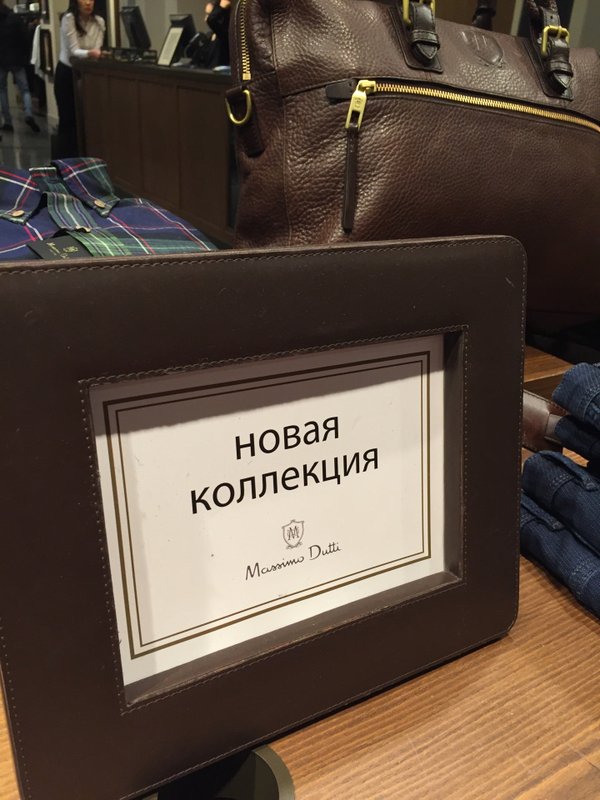 новая
коллекция
M
Massimo Dutti